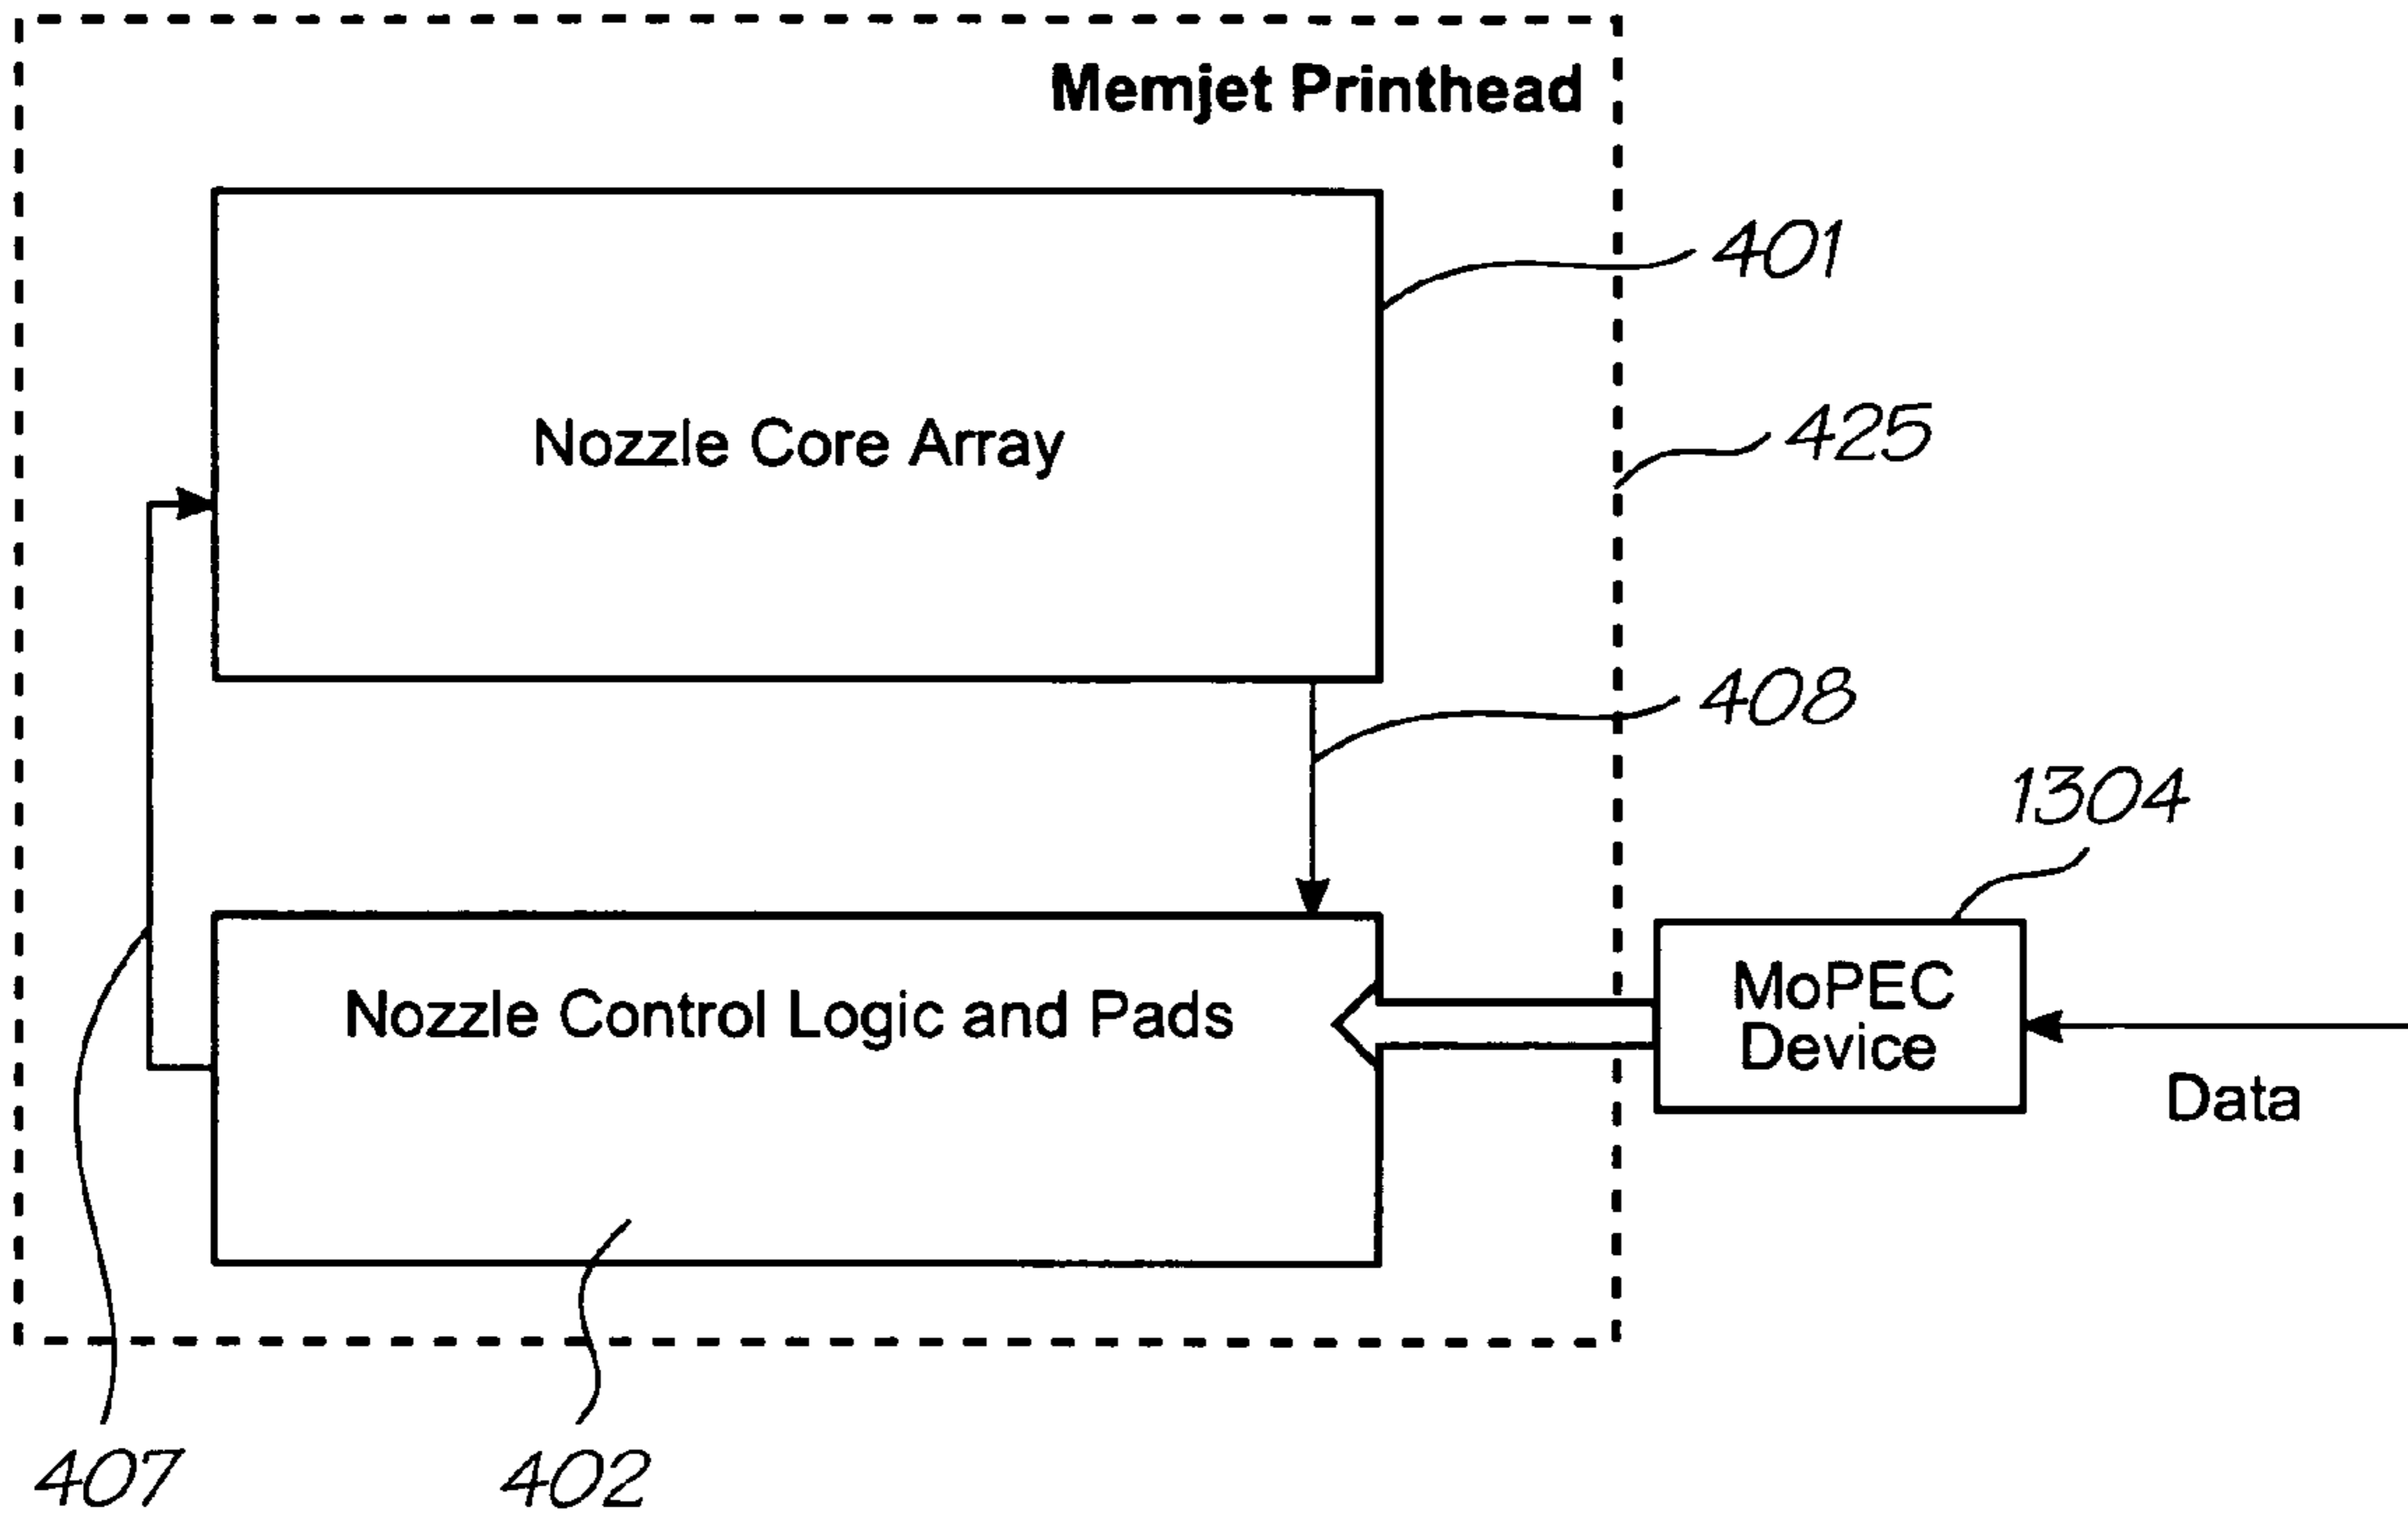 Memjet Printhead
401
Nozzle Core Array
425
408
1304
Nozzle Control Logic and Pads
MoPEC
Device
Data
407
402